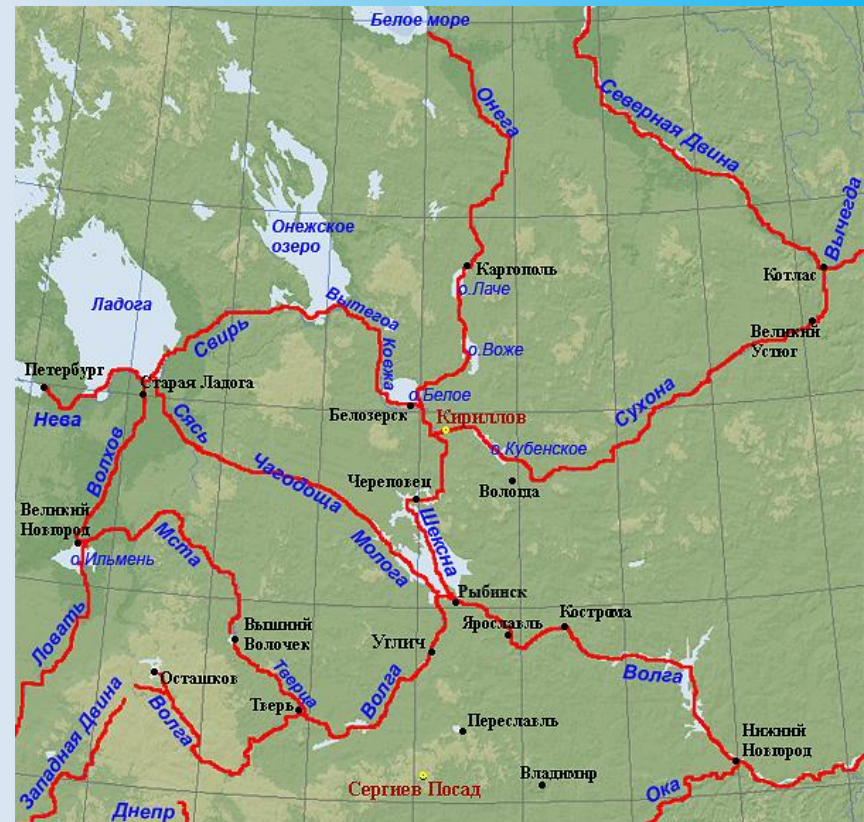 Белое море
Онега
Северная Двина
Вычегда
Онежское
озеро
Каргополь
Котлас
о.Лаче
Ладога
Вытегоа
Великий
Устюг
Свирь
Ковжа
о.Воже
Петербург
Старая Ладога
о.Белое
Сухона
Нева
Сясь
Белозерск
Кириллов
о.Кубенское
Волхов
Чагодоща
Череповец
Вологда
Великий
Новгород
Мста
Шексна
о.Ильмень
Молога
Рыбинск
Кострома
Ловать
Вышний
Волочек
Ярославль
Углич
Осташков
Тверца
Волга
Волга
Западная Двина
Волга
Тверь
Переславль
Нижний
Новгород
Владимир
Сергиев Посад
Ока
Днепр